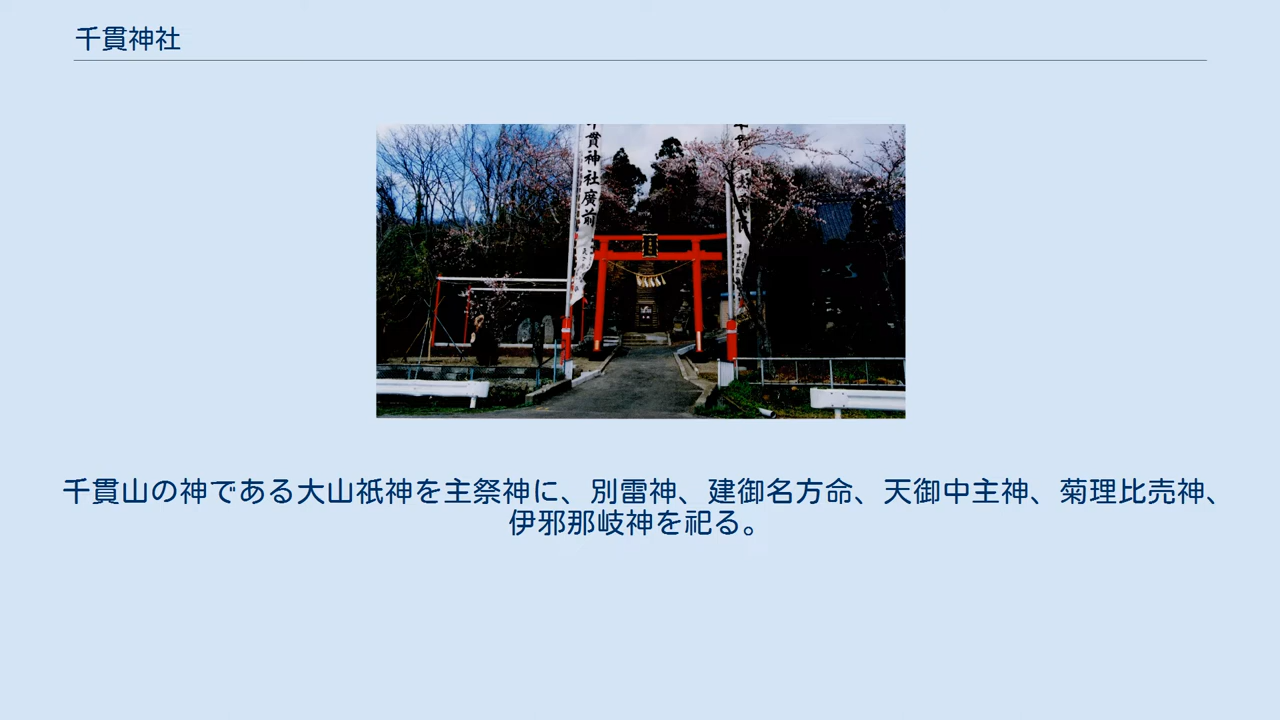 千貫神社
千貫神社廣前
千貫山の神である大山祇神を主祭神に、別雷神、建御名方命、天御中主神、菊理比売神、
伊邪那岐神を祀る。